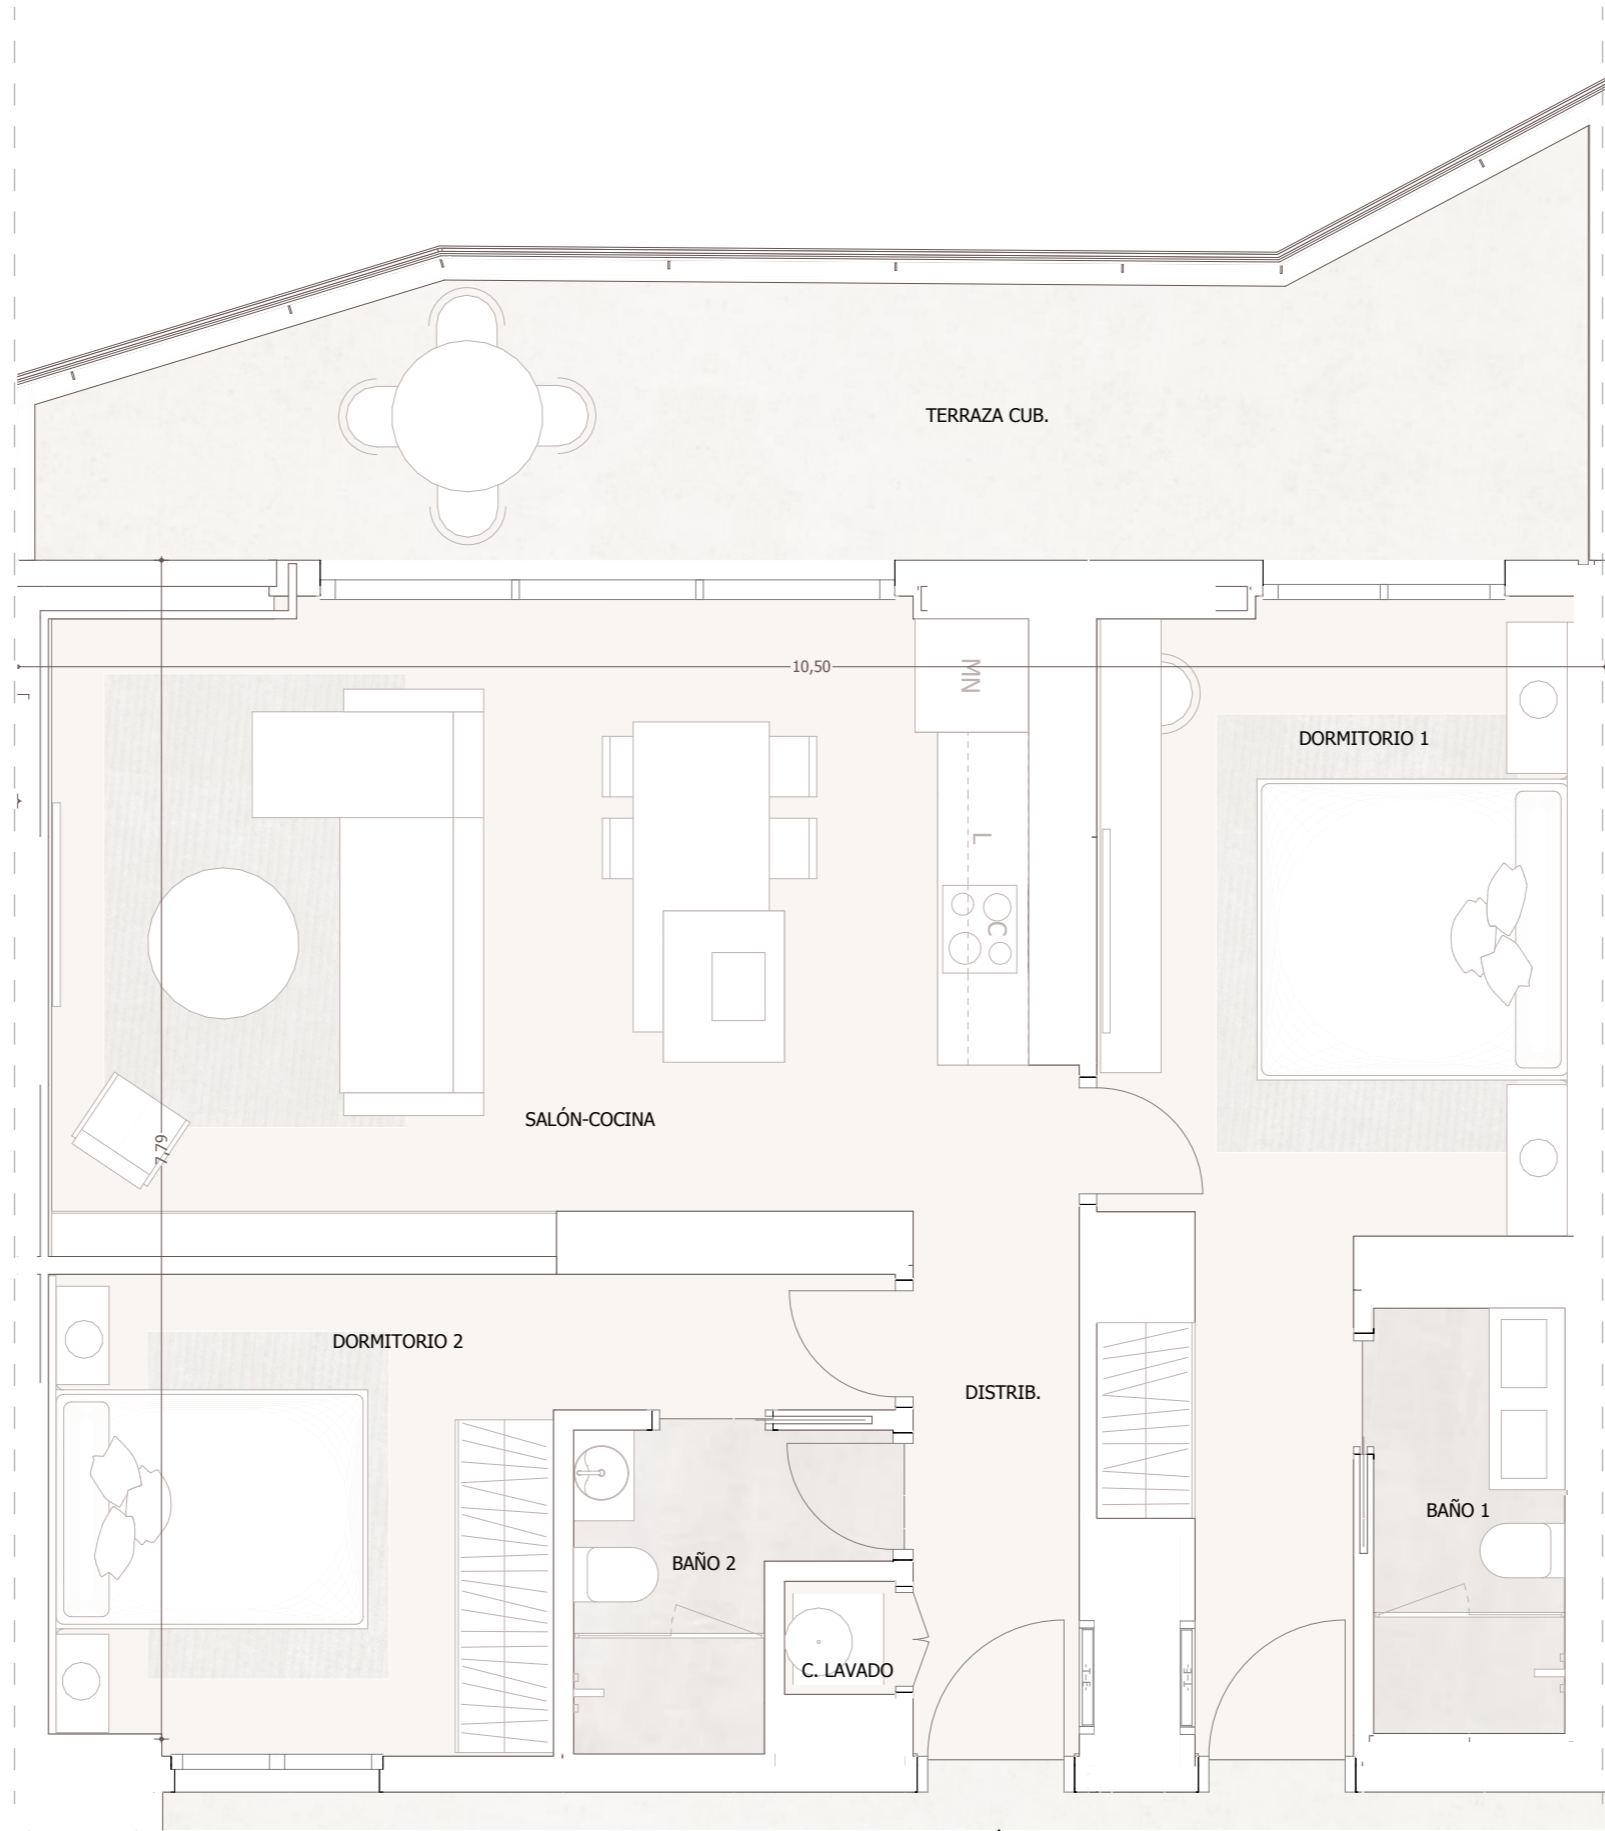 TERRAZA CUB.
10,50
MN
DORMITORIO 1
L
C
SALÓN-COCINA
7,79
DORMITORIO 2
DISTRIB.
BAÑO 1
BAÑO 2
C. LAVADO
-T-E-
-T-E-